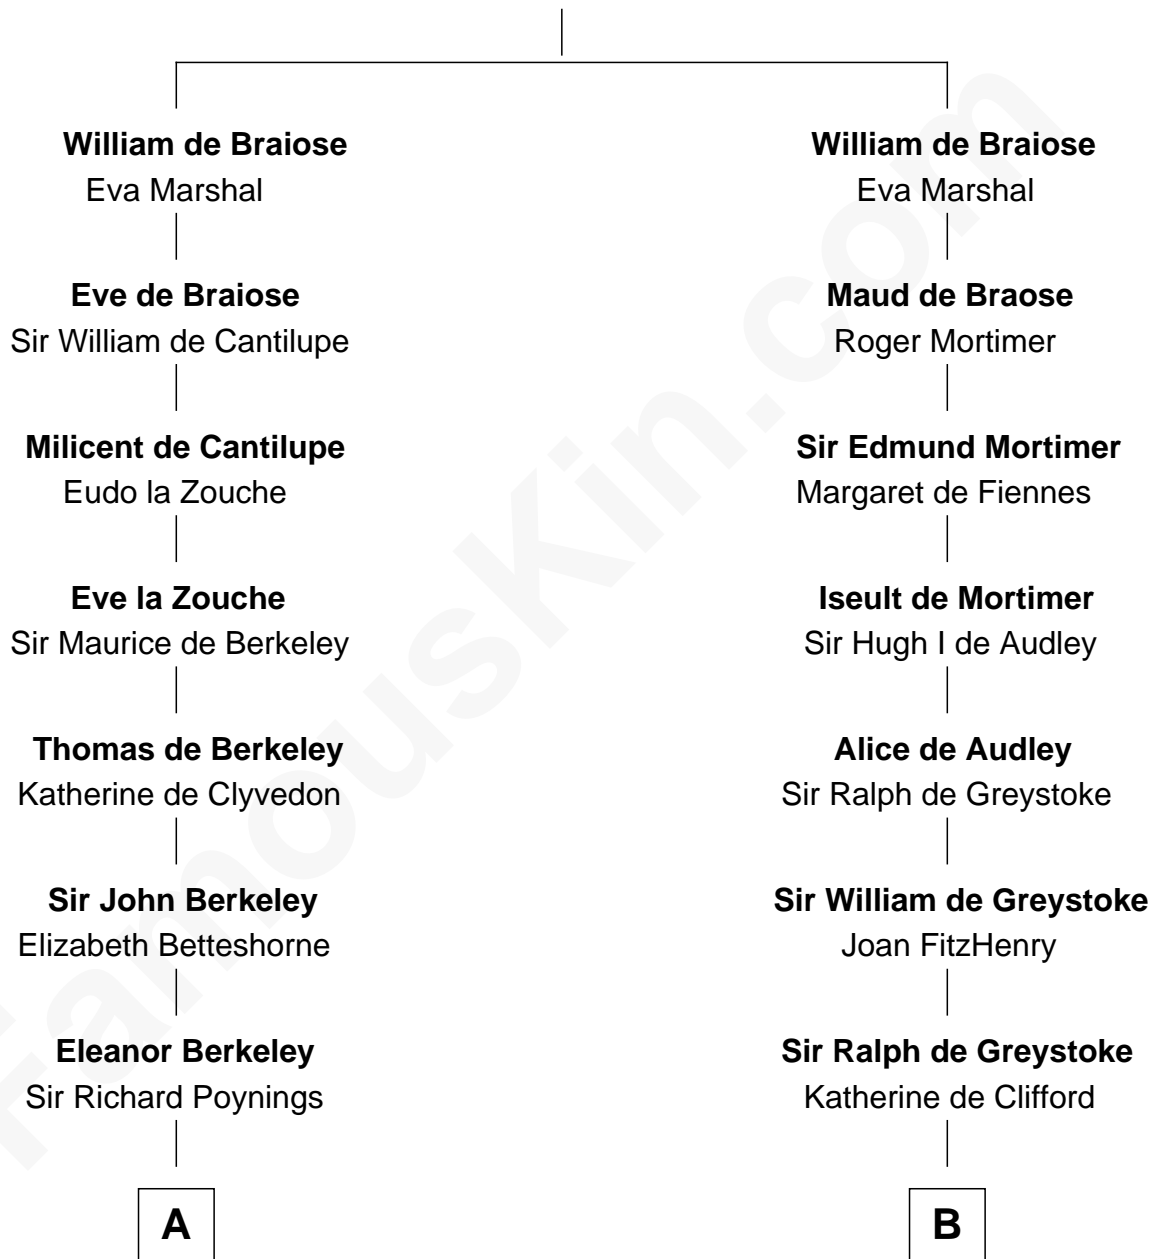 William de Braiose
Eva Marshal
Eve de Braiose
Sir William de Cantilupe
Milicent de Cantilupe
Eudo la Zouche
Eve la Zouche
Sir Maurice de Berkeley
Thomas de Berkeley
Katherine de Clyvedon
Sir John Berkeley
Elizabeth Betteshorne
Eleanor Berkeley
Sir Richard Poynings
A
William de Braiose
Eva Marshal
Maud de Braose
Roger Mortimer
Sir Edmund Mortimer
Margaret de Fiennes
Iseult de Mortimer
Sir Hugh I de Audley
Alice de Audley
Sir Ralph de Greystoke
Sir William de Greystoke
Joan FitzHenry
Sir Ralph de Greystoke
Katherine de Clifford
B
FamousKin.com